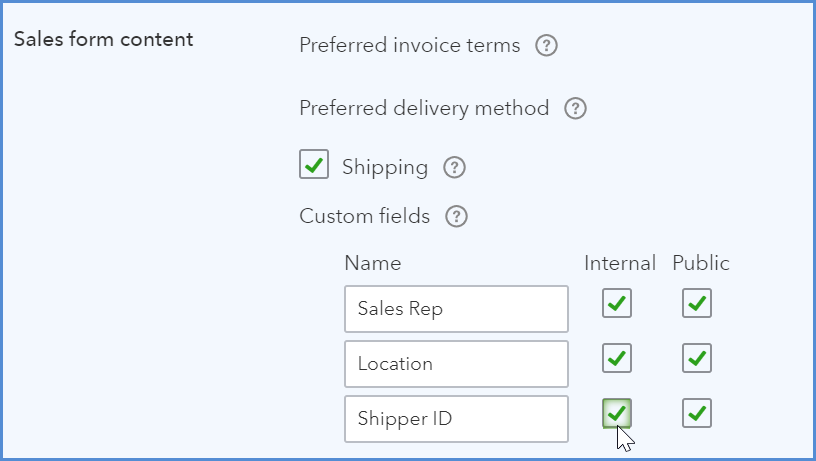 Sales form content
Preferred invoice terms ?
Preferred delivery method ?
Shipping ?
Custom fields ?
Name Internal Public
Sales Rep
Location
Shipper ID